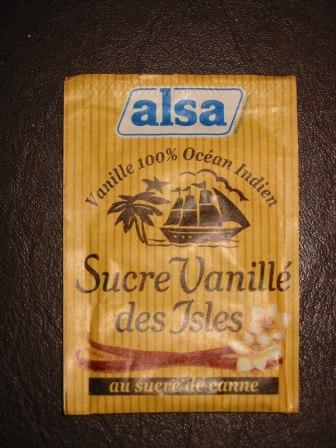 alsa
Vanille 100% Océan Indien
Sucre Vanillé
des Isles
au sucre de canne